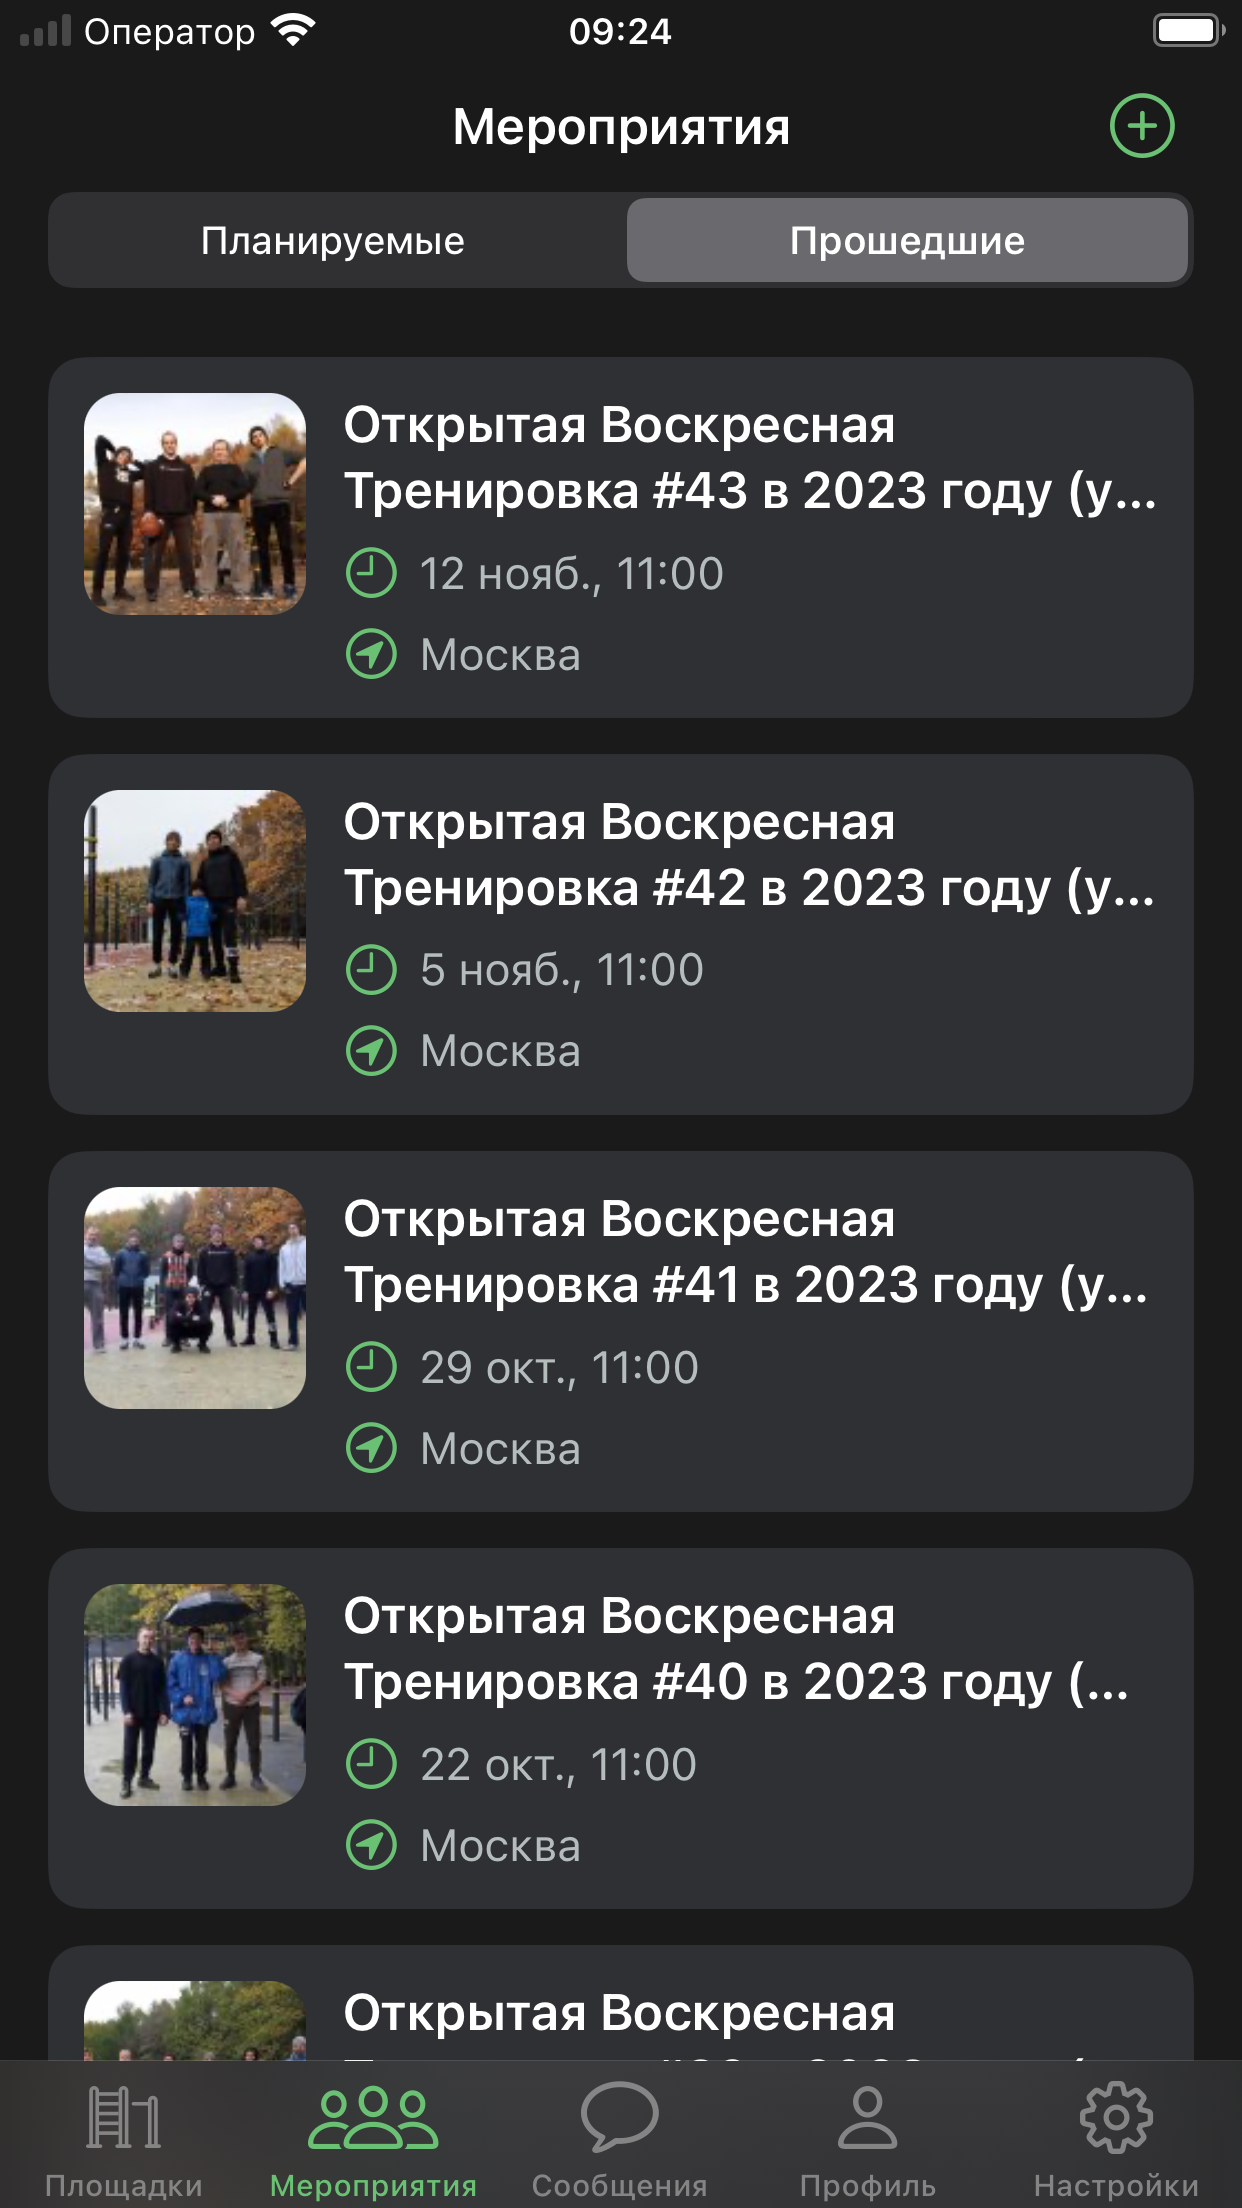 Оператор 09:24
Мероприятия
Планируемые Прошедшие
Открытая Воскресная
Тренировка #43 в 2023 году (у...
12 нояб., 11:00
Москва
Открытая Воскресная
Тренировка #42 в 2023 году (у...
5 нояб., 11:00
Москва
Открытая Воскресная
Тренировка #41 в 2023 году (у...
29 окт., 11:00
Москва
Открытая Воскресная
Тренировка #40 в 2023 году (...
22 окт., 11:00
Москва
Открытая Воскресная
Площадки Мероприятия Сообщения Профиль Настройки